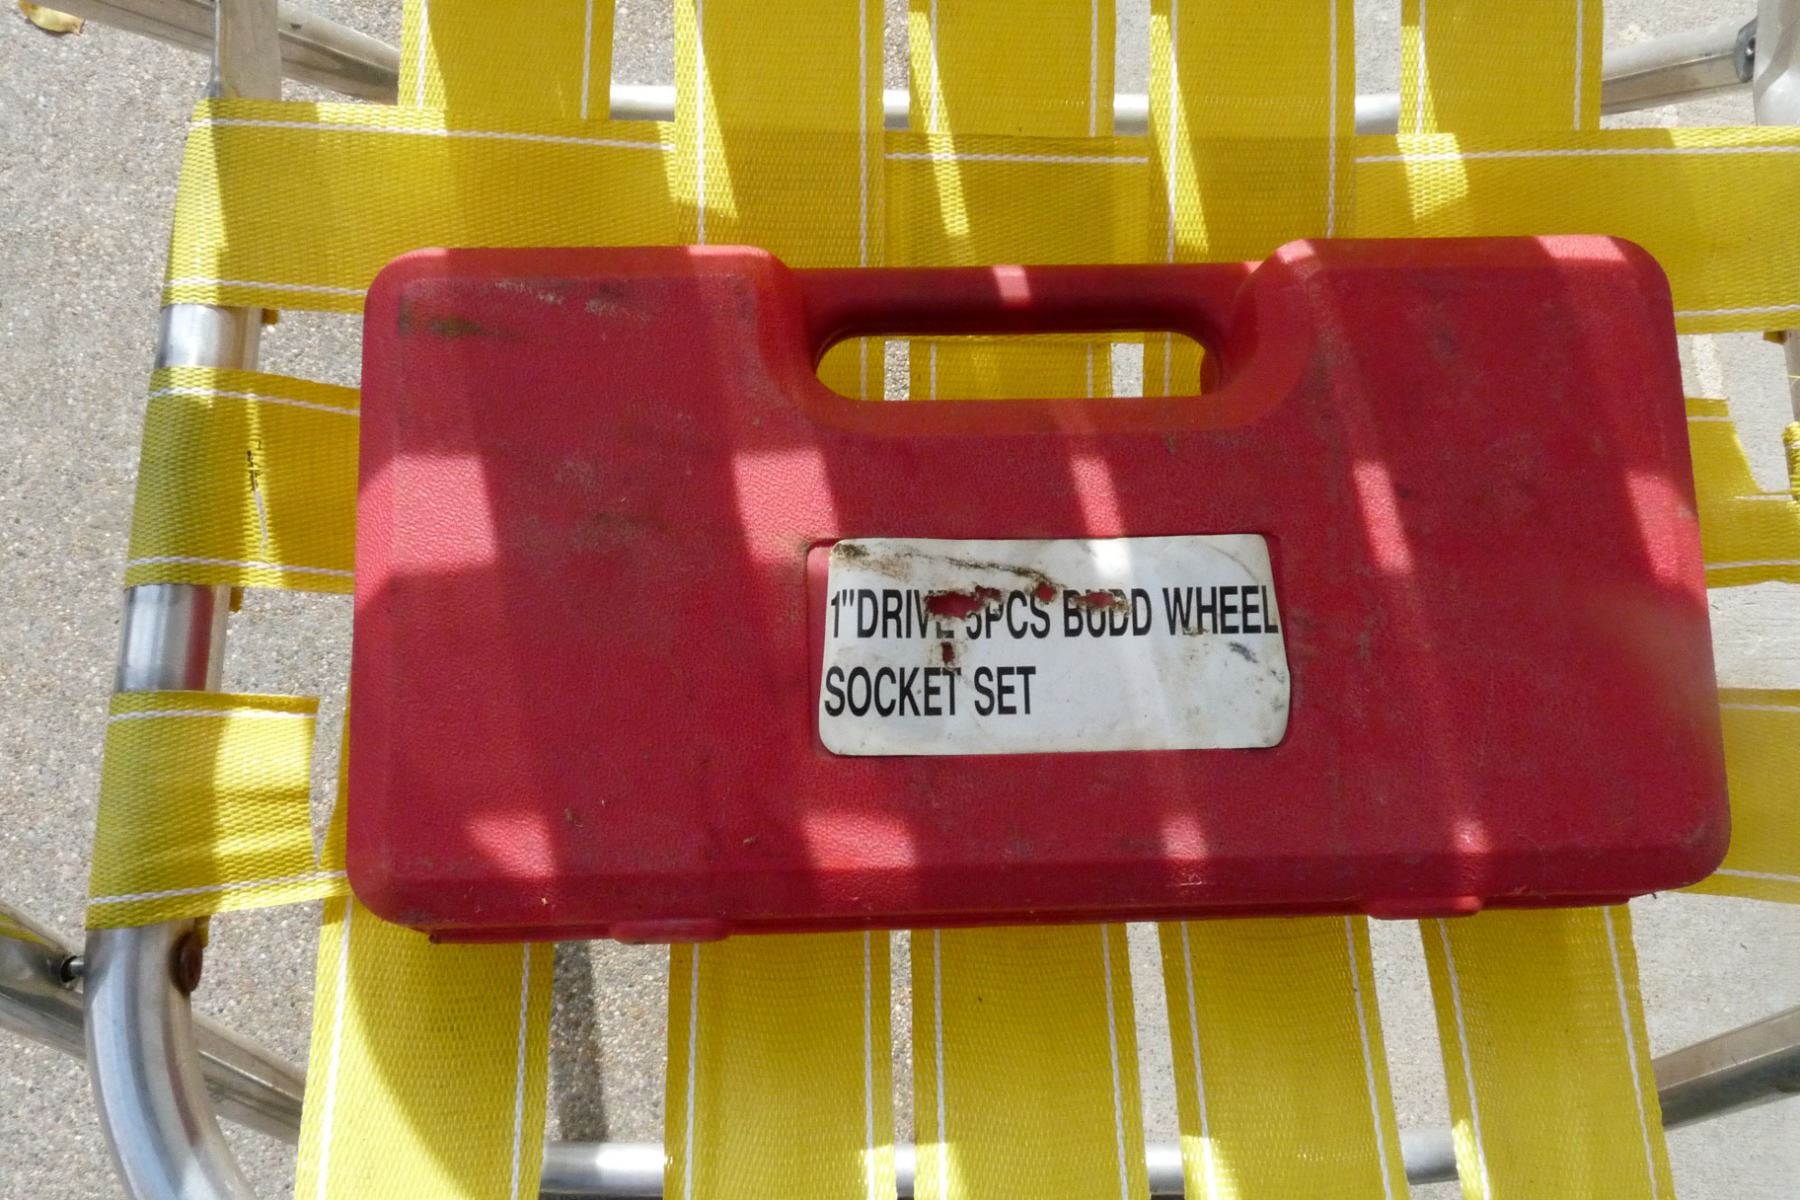 1"DRIVE 5PCS BUDD WHEEL
SOCKET SET